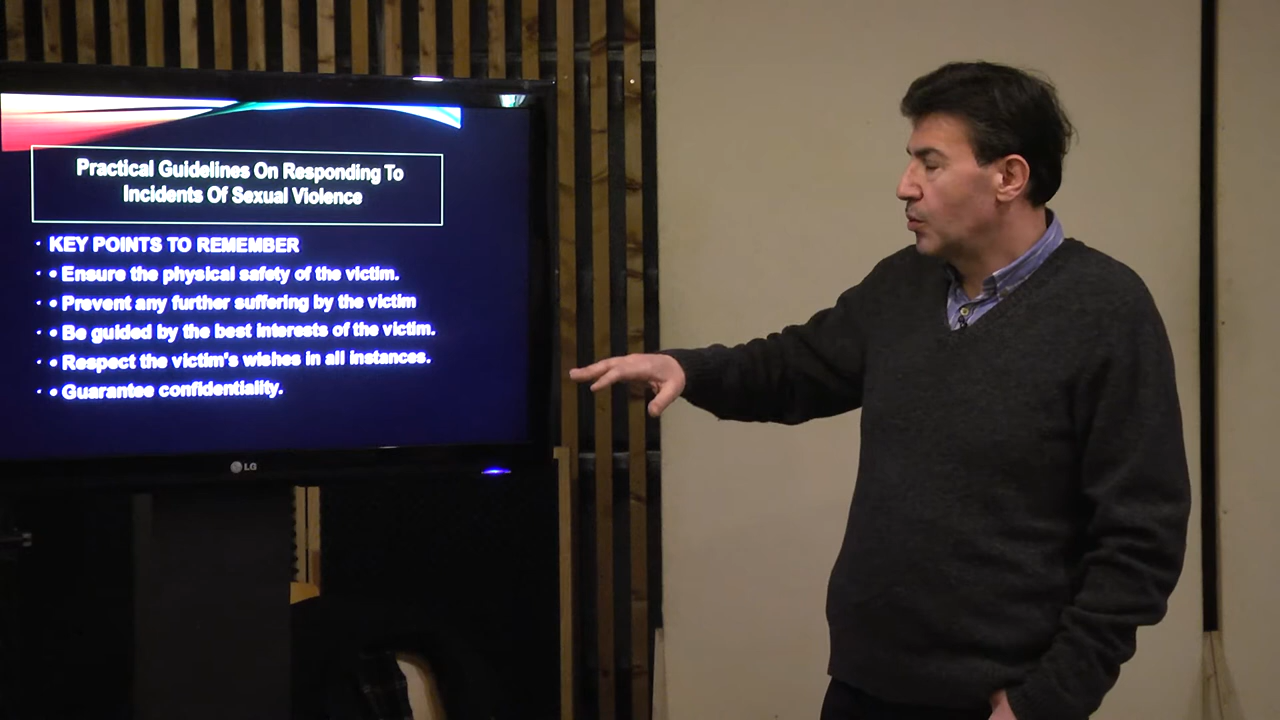 Practical Guidelines On Responding To
Incidents Of Sexual Violence
· KEY POINTS TO REMEMBER
· • Ensure the physical safety of the victim.
· • Prevent any further suffering by the victim
· • Be guided by the best interests of the victim.
· • Respect the victim's wishes in all instances.
· • Guarantee confidentiality.
LG